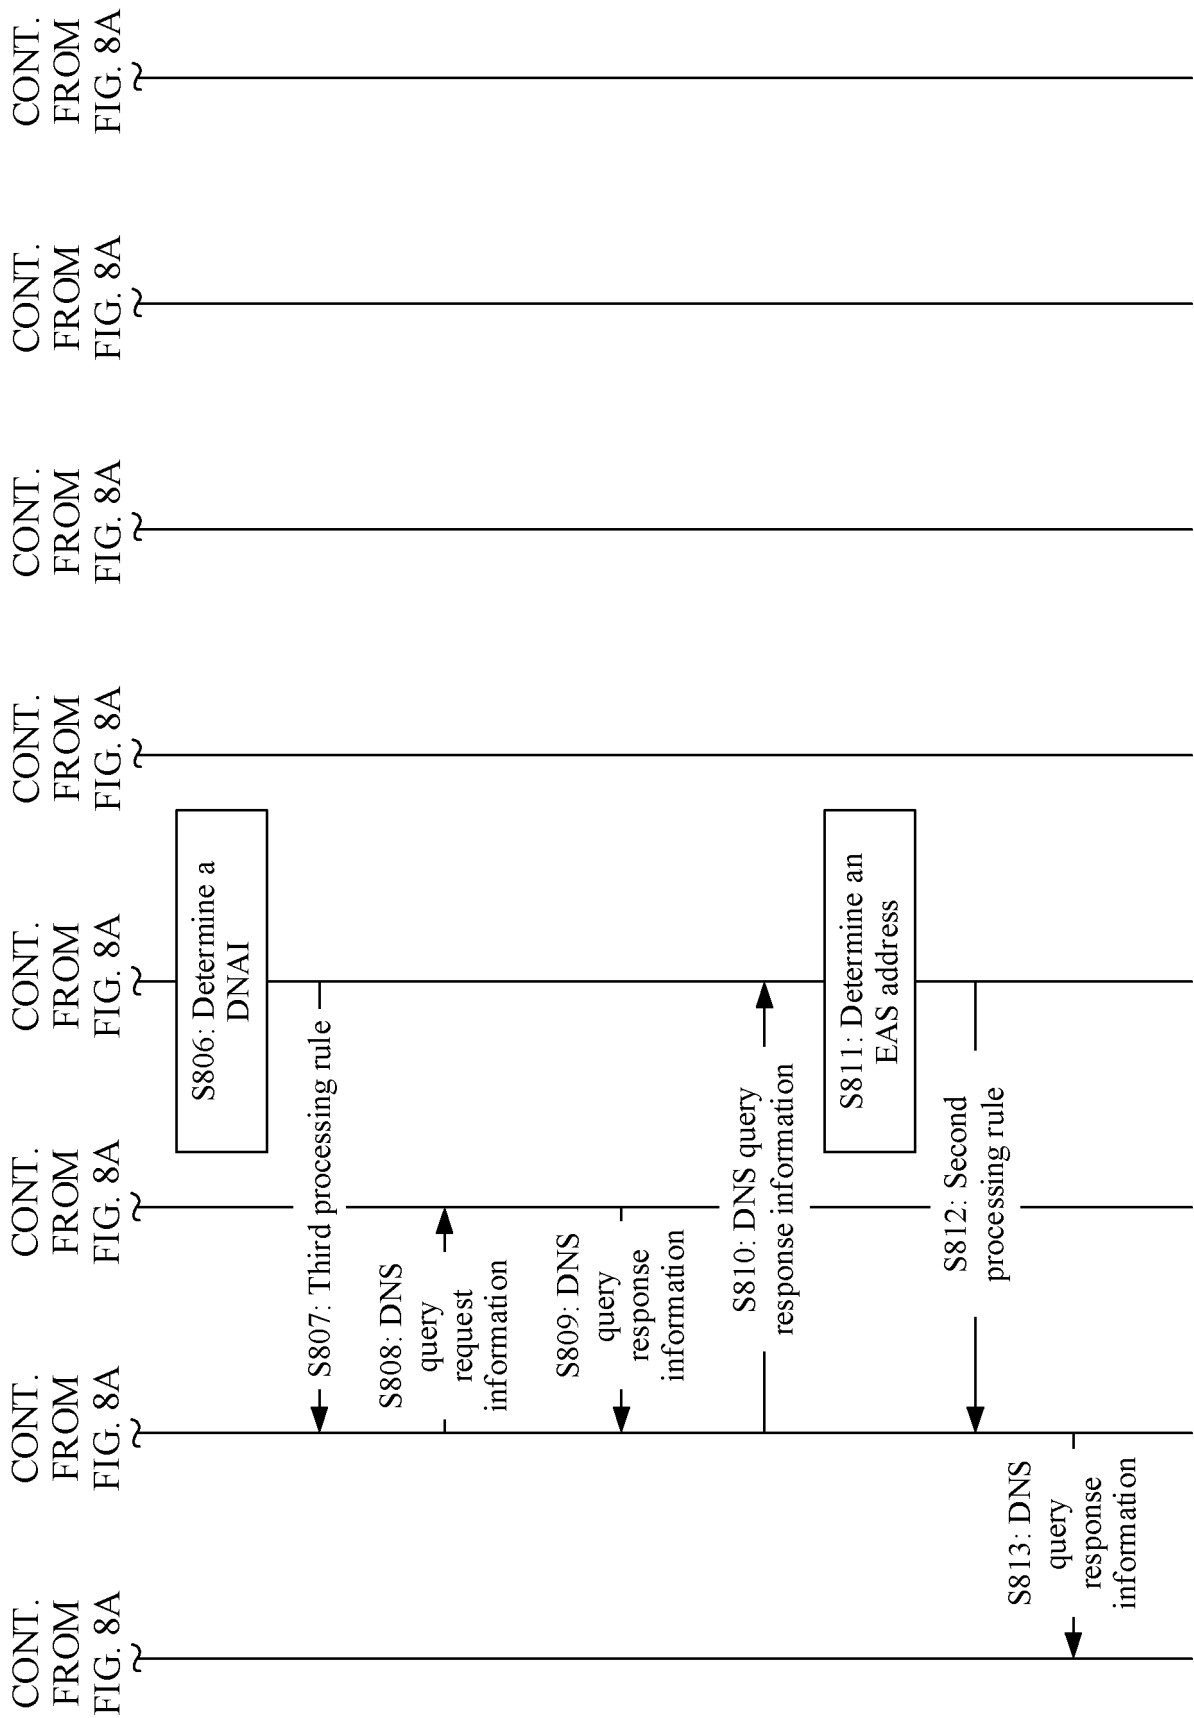 CONT.
FROM
FIG. 8A
CONT.
FROM
FIG. 8A
CONT.
FROM
FIG. 8A
CONT.
FROM
FIG. 8A
CONT.
FROM
FIG. 8A
CONT.
FROM
FIG. 8A
CONT.
FROM
FIG. 8A
CONT.
FROM
FIG. 8A
S806: Determine a
DNAI
S807: Third processing rule
S808: DNS
query
request
information
S809: DNS
query
response
information
S810: DNS query
response information
S811: Determine an
EAS address
S812: Second
processing rule
S813: DNS
query
response
information